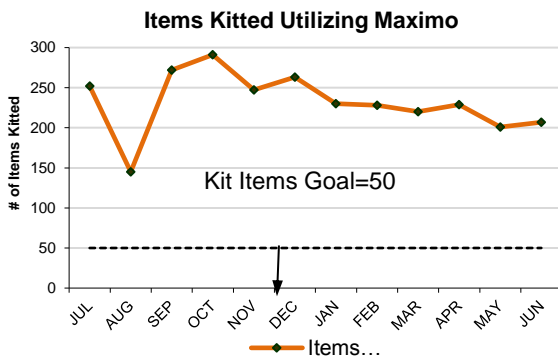 Items Kitted Utilizing Maximo
# of Items Kitted
300
250
200
150
100
50
0
Kit Items Goal=50
JUL AUG SEP OCT NOV DEC JAN FEB MAR APR MAY JUN
Items…